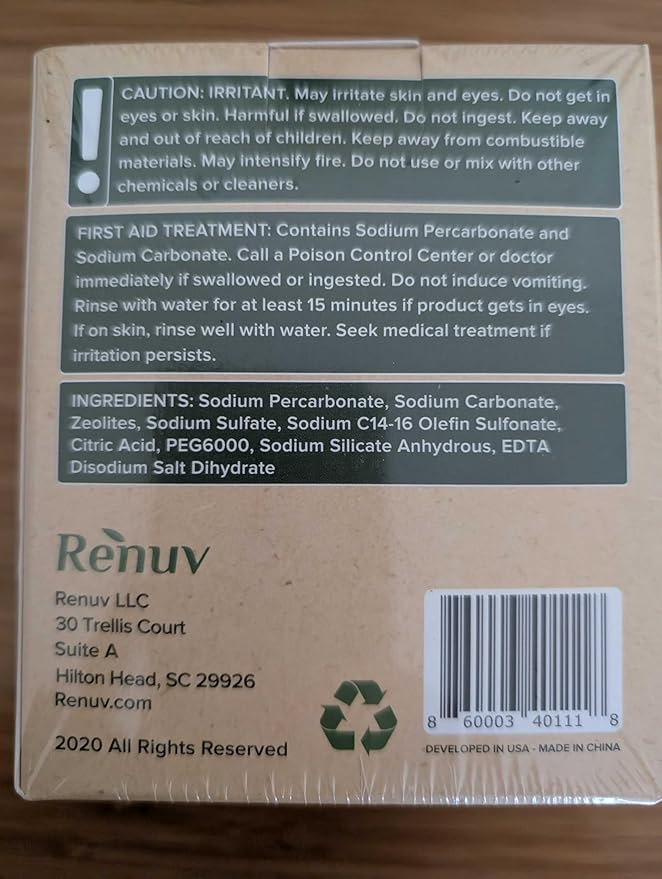 CAUTION: IRRITANT. May irritate skin and eyes. Do not get in
eyes or skin. Harmful if swallowed. Do not ingest. Keep away
and out of reach of children. Keep away from combustible
materials. May intensify fire. Do not use or mix with other
chemicals or cleaners.
FIRST AID TREATMENT: Contains Sodium Percarbonate and
Sodium Carbonate. Call a Poison Control Center or doctor
immediately if swallowed or ingested. Do not induce vomiting.
Rinse with water for at least 15 minutes if product gets in eyes.
If on skin, rinse well with water. Seek medical treatment if
irritation persists.
INGREDIENTS: Sodium Percarbonate, Sodium Carbonate,
Zeolites, Sodium Sulfate, Sodium C14-16 Olefin Sulfonate,
Citric Acid, PEG6000, Sodium Silicate Anhydrous, EDTA
Disodium Salt Dihydrate
Renuv
Renuv LLC
30 Trellis Court
Suite A
Hilton Head, SC 29926
Renuv.com
2020 All Rights Reserved
8 60003 40111 8
DEVELOPED IN USA - MADE IN CHINA